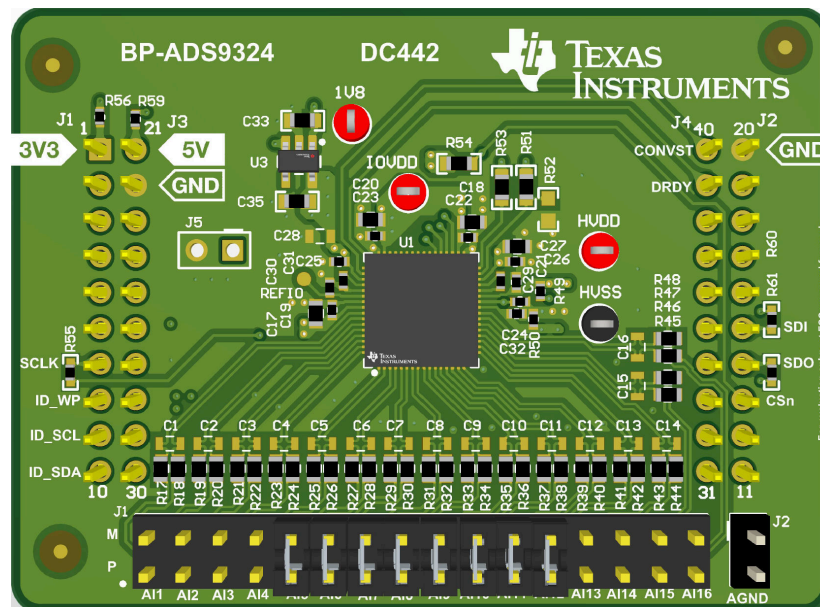 BP-ADS9324 DC442 TEXAS INSTRUMENTS
R56 R59 1V8
J1 1 21 J3 C33 R54 R53 R51 J4 40 20 J2
3V3 5V U3 IOVDD R52 CONVST GND
GND C35 C20 C23 C18 C22 DRDY
J5 C28 U1 HVDD
C30 C31 C25 C27 C26 R60
REFIO C29 C21 R49 HVSS R48 R47 R46 R45 R61
C17 C19 C24 C32 R50 C16 SDI
SCLK R55 TEXAS INSTRUMENTS C15 SDO
ID_WP CSn
ID_SCL C1 C2 C3 C4 C5 C6 C7 C8 C9 C10 C11 C12 C13 C14
ID_SDA R17 R18 R19 R20 R21 R22 R23 R24 R25 R26 R27 R28 R29 R30 R31 R32 R33 R34 R35 R36 R37 R38 R39 R40 R41 R42 R43 R44
10 30 31 11
J1 J2
M
P
AI1 AI2 AI3 AI4 AI13 AI14 AI15 AI16 AGND